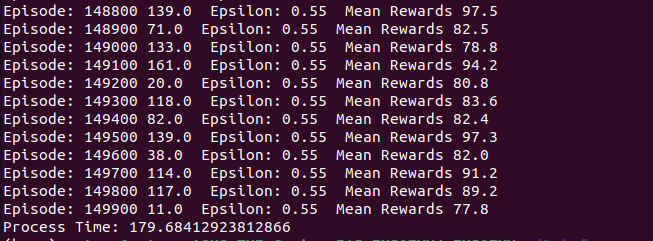 Episode: 148800 139.0  Epsilon: 0.55  Mean Rewards 97.5
Episode: 148900 71.0  Epsilon: 0.55  Mean Rewards 82.5
Episode: 149000 133.0  Epsilon: 0.55  Mean Rewards 78.8
Episode: 149100 161.0  Epsilon: 0.55  Mean Rewards 94.2
Episode: 149200 20.0  Epsilon: 0.55  Mean Rewards 80.8
Episode: 149300 118.0  Epsilon: 0.55  Mean Rewards 83.6
Episode: 149400 82.0  Epsilon: 0.55  Mean Rewards 82.4
Episode: 149500 139.0  Epsilon: 0.55  Mean Rewards 97.3
Episode: 149600 38.0  Epsilon: 0.55  Mean Rewards 82.0
Episode: 149700 114.0  Epsilon: 0.55  Mean Rewards 91.2
Episode: 149800 117.0  Epsilon: 0.55  Mean Rewards 89.2
Episode: 149900 11.0  Epsilon: 0.55  Mean Rewards 77.8
Process Time: 179.68412923812866